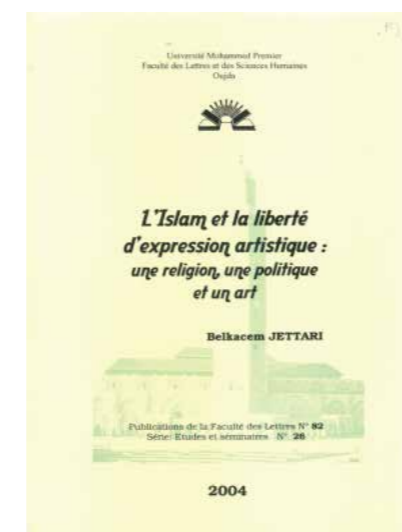 Université Mohammed Premier
Faculté des Lettres et des Sciences Humaines
Oujda
L'Islam et la liberté
d'expression artistique :
une religion, une politique
et un art
Belkacem JETTARI
Publications de la Faculté des Lettres N° 82
Série: Etudes et séminaires N° 26
2004